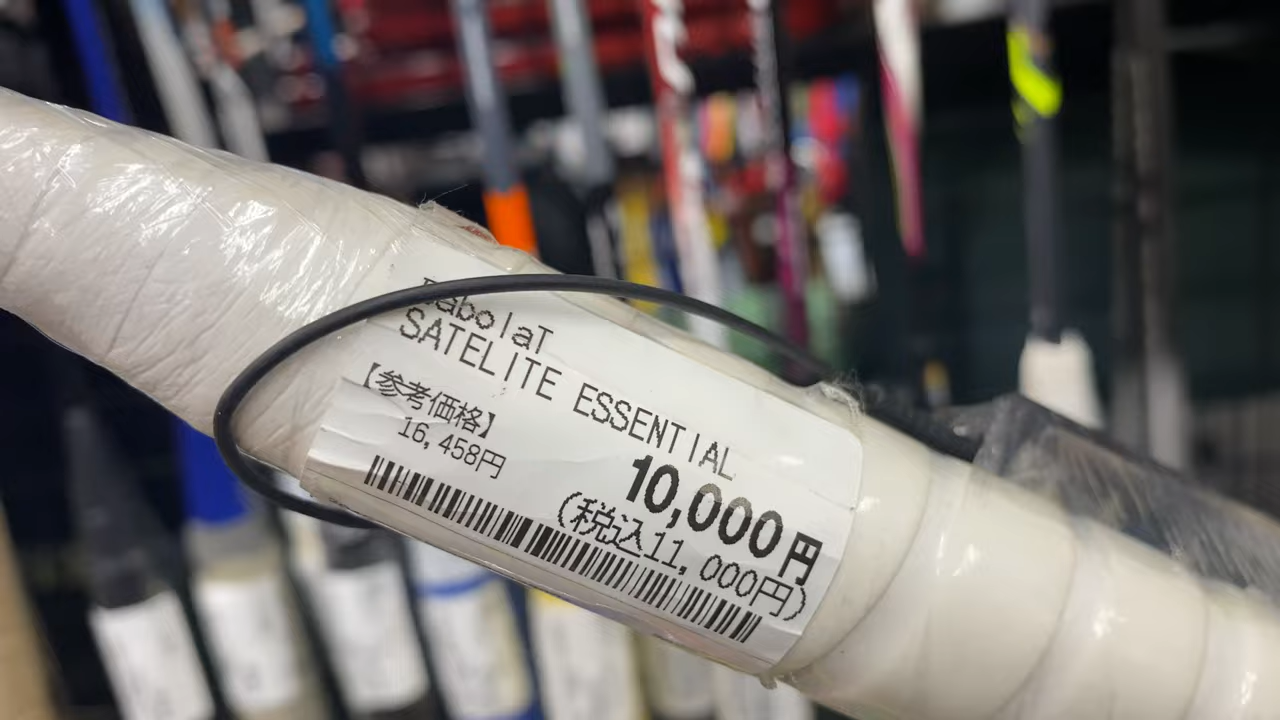 BabolaT
SATELITE ESSENTIAL
【参考価格】
16,458円
10,000円
(税込11,000円)